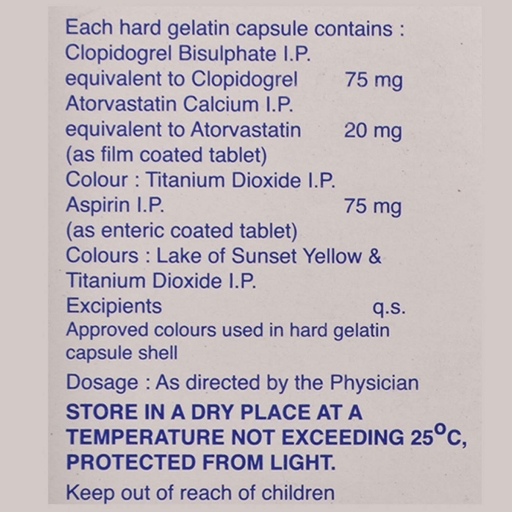 Each hard gelatin capsule contains :
Clopidogrel Bisulphate I.P.
equivalent to Clopidogrel 75 mg
Atorvastatin Calcium I.P.
equivalent to Atorvastatin 20 mg
(as film coated tablet)
Colour : Titanium Dioxide I.P.
Aspirin I.P. 75 mg
(as enteric coated tablet)
Colours : Lake of Sunset Yellow &
Titanium Dioxide I.P.
Excipients q.s.
Approved colours used in hard gelatin
capsule shell
Dosage : As directed by the Physician
STORE IN A DRY PLACE AT A
TEMPERATURE NOT EXCEEDING 25°C,
PROTECTED FROM LIGHT.
Keep out of reach of children